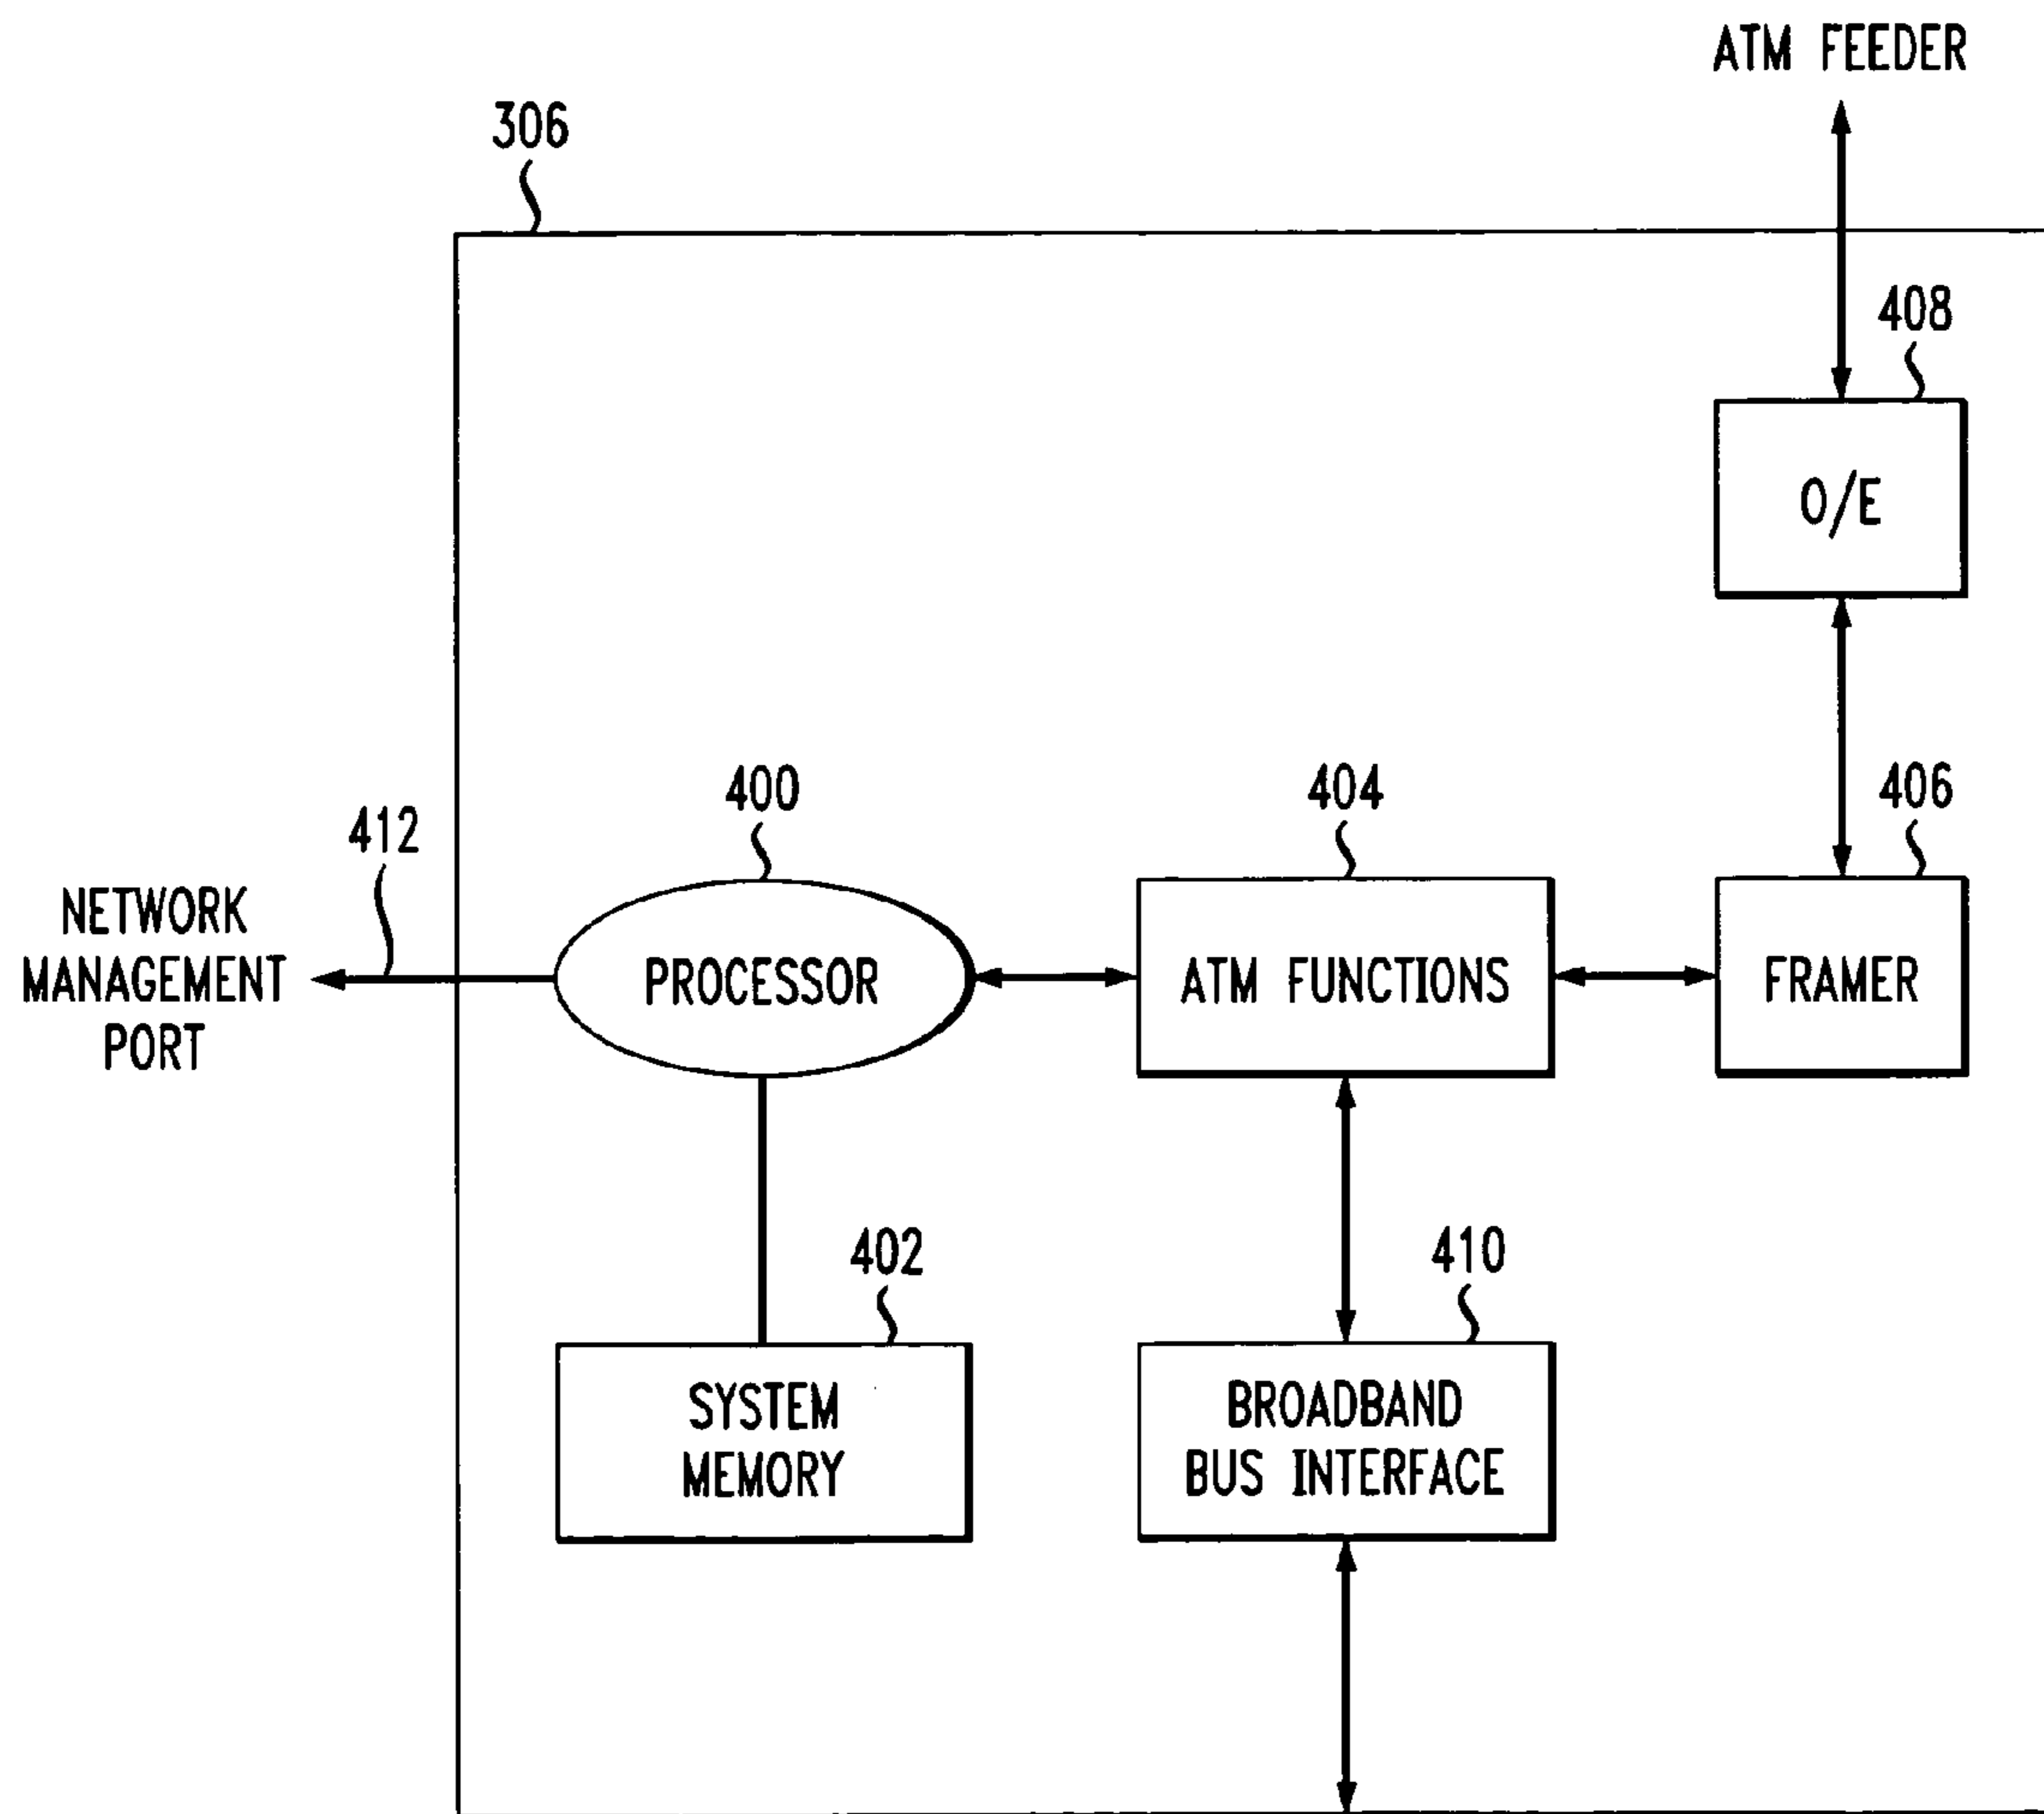 ATM FEEDER
306
408
O/E
400
404
406
412
NETWORK
MANAGEMENT
PORT
PROCESSOR
ATM FUNCTIONS
FRAMER
402
410
SYSTEM
MEMORY
BROADBAND
BUS INTERFACE